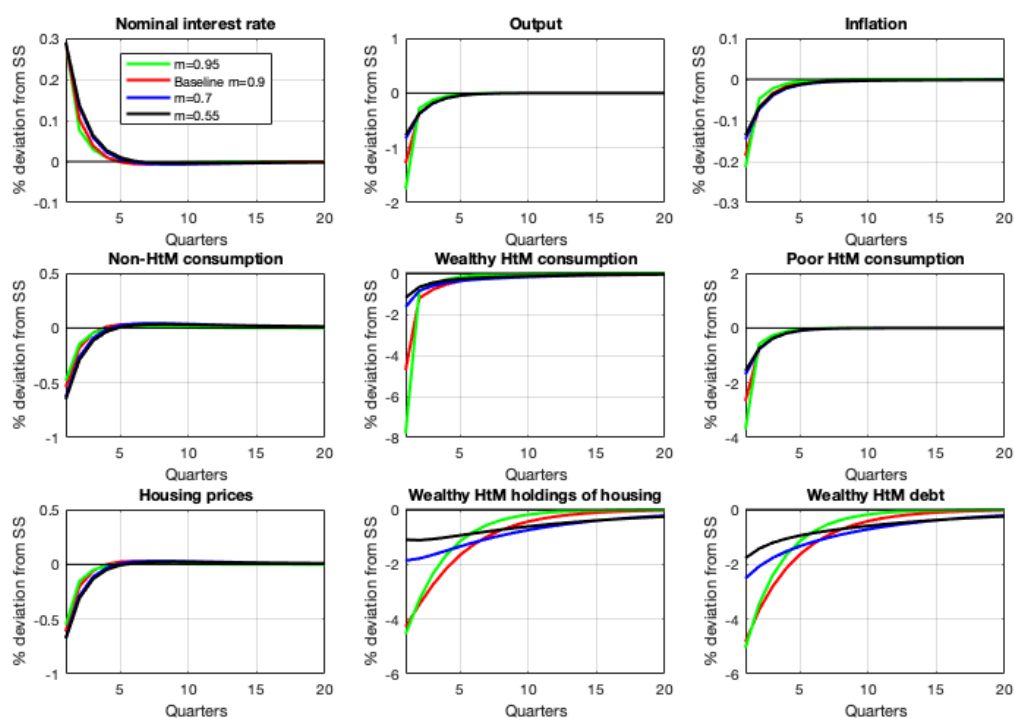 Nominal interest rate
% deviation from SS
0.3
0.2
0.1
0
-0.1
m=0.95
Baseline m=0.9
m=0.7
m=0.55
5
10
15
20
Quarters
Output
% deviation from SS
1
0
-1
-2
5
10
15
20
Quarters
Inflation
% deviation from SS
0.1
0
-0.1
-0.2
-0.3
5
10
15
20
Quarters
Non-HtM consumption
% deviation from SS
0.5
0
-0.5
-1
5
10
15
20
Quarters
Wealthy HtM consumption
% deviation from SS
0
-2
-4
-6
-8
5
10
15
20
Quarters
Poor HtM consumption
% deviation from SS
2
0
-2
-4
5
10
15
20
Quarters
Housing prices
% deviation from SS
0.5
0
-0.5
-1
5
10
15
20
Quarters
Wealthy HtM holdings of housing
% deviation from SS
0
-2
-4
-6
5
10
15
20
Quarters
Wealthy HtM debt
% deviation from SS
0
-2
-4
-6
5
10
15
20
Quarters